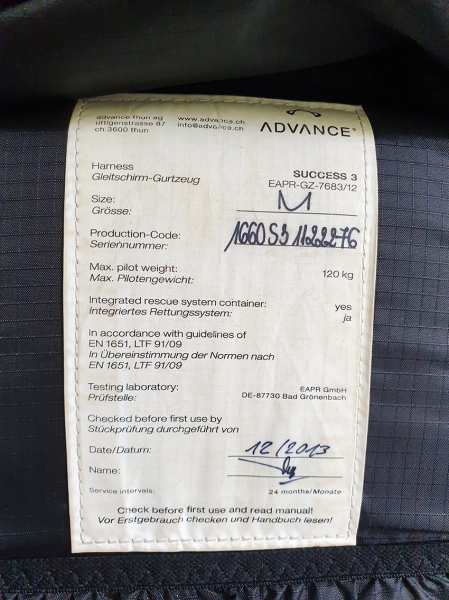 advance thun ag www.advance.ch
uttigenstrasse 87 info@advance.ch
ch 3600 thun
ADVANCE
Harness SUCCESS 3
Gleitschirm-Gurtzeug EAPR-GZ-7683/12
Size: M
Grösse:
Production-Code: 1660S31122276
Seriennummer:
Max. pilot weight: 120 kg
Max. Pilotengewicht:
Integrated rescue system container: yes
Integriertes Rettungssystem: ja
In accordance with guidelines of
EN 1651, LTF 91/09
In Übereinstimmung der Normen nach
EN 1651, LTF 91/09
Testing laboratory: EAPR GmbH
Prüfstelle: DE-87730 Bad Grönenbach
Checked before first use by
Stückprüfung durchgeführt von
Date/Datum: 12/2013
Name:
Service intervals: 24 months/Monate
Check before first use and read manual!
Vor Erstgebrauch checken und Handbuch lesen!